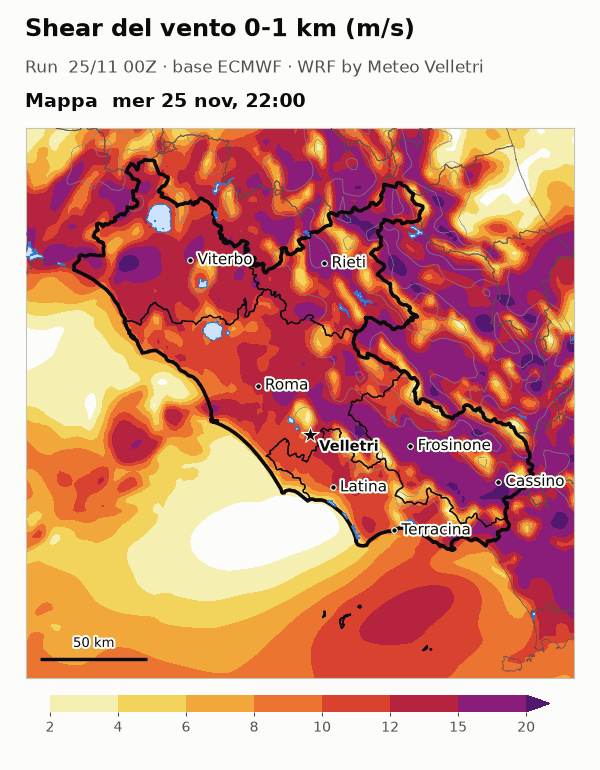 Shear del vento 0-1 km (m/s)
Run  25/11 00Z · base ECMWF · WRF by Meteo Velletri
Mappa  mer 25 nov, 22:00
Viterbo
Rieti
Roma
Velletri
Frosinone
Latina
Cassino
Terracina
50 km
2 4 6 8 10 12 15 20